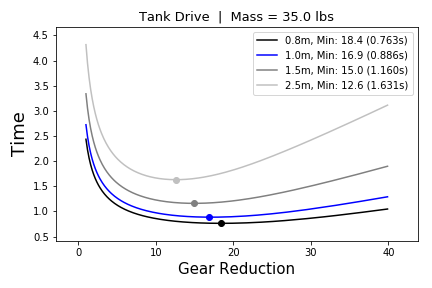 Tank Drive | Mass = 35.0 lbs
4.5
4.0
3.5
3.0
2.5
2.0
1.5
1.0
0.5
Time
0.8m, Min: 18.4 (0.763s)
1.0m, Min: 16.9 (0.886s)
1.5m, Min: 15.0 (1.160s)
2.5m, Min: 12.6 (1.631s)
0 10 20 30 40
Gear Reduction